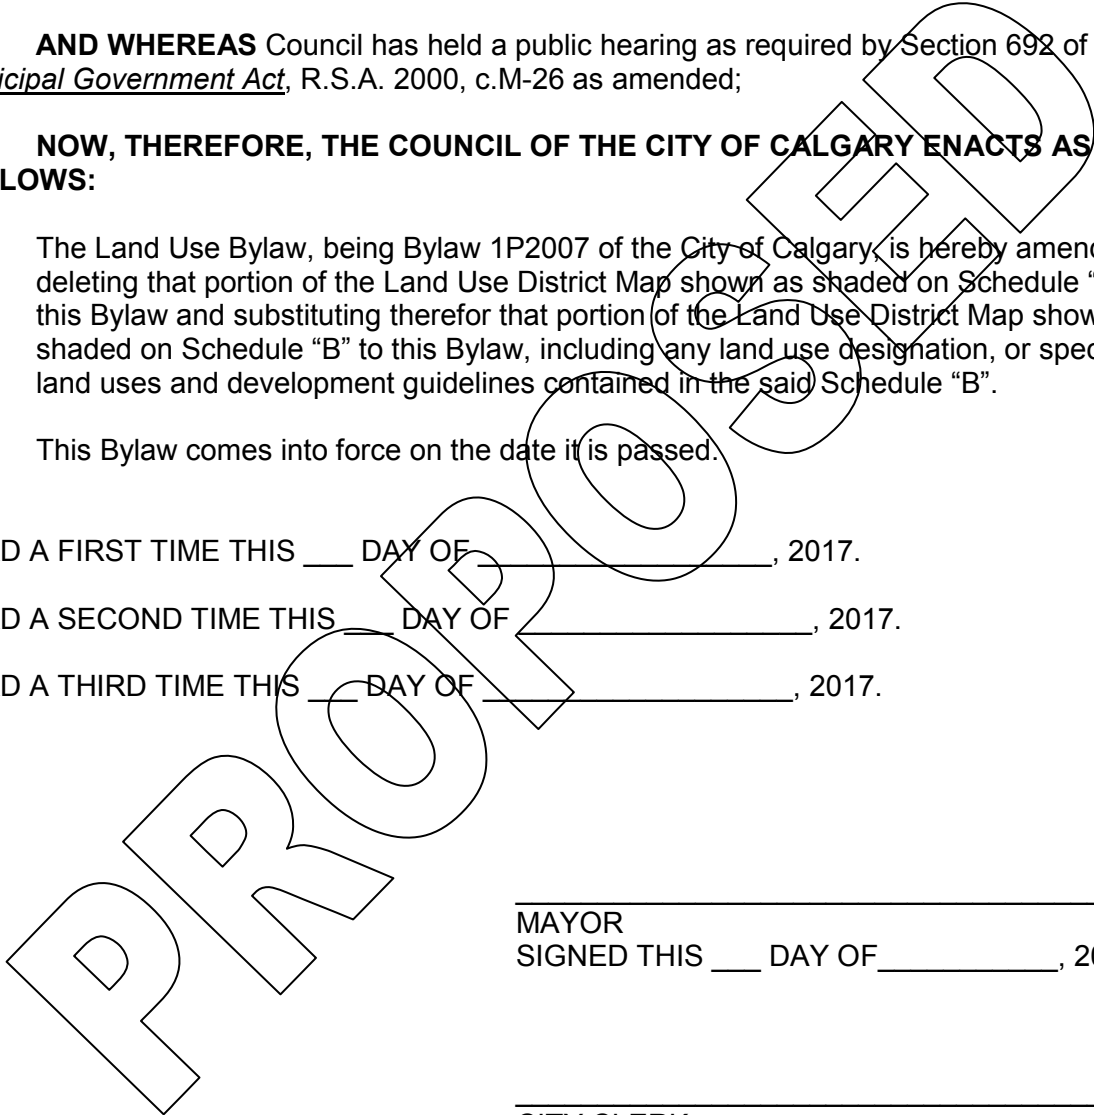 AND WHEREAS Council has held a public hearing as required by Section 692 of
icipal Government Act, R.S.A. 2000, c.M-26 as amended;
NOW, THEREFORE, THE COUNCIL OF THE CITY OF CALGARY ENACTS AS
LOWS:
The Land Use Bylaw, being Bylaw 1P2007 of the City of Calgary, is hereby amend
deleting that portion of the Land Use District Map shown as shaded on Schedule “
this Bylaw and substituting therefor that portion of the Land Use District Map show
shaded on Schedule “B” to this Bylaw, including any land use designation, or spec
land uses and development guidelines contained in the said Schedule “B”.
This Bylaw comes into force on the date it is passed.
D A FIRST TIME THIS ___ DAY OF __________________, 2017.
D A SECOND TIME THIS ___ DAY OF __________________, 2017.
D A THIRD TIME THIS ___ DAY OF ___________________, 2017.
PROPOSED
MAYOR
SIGNED THIS ___ DAY OF___________, 20
CITY CLERK